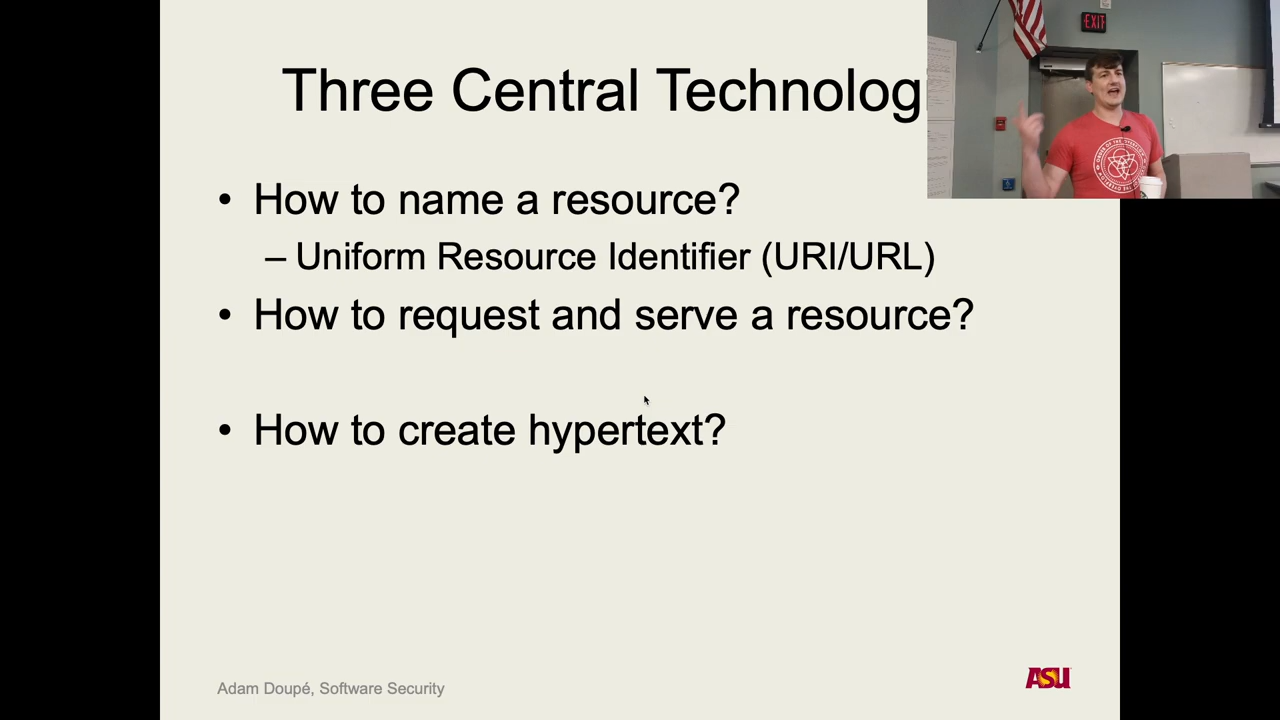 Three Central Technolog
EXIT
• How to name a resource?
– Uniform Resource Identifier (URI/URL)
• How to request and serve a resource?
• How to create hypertext?
Adam Doupé, Software Security
ASU